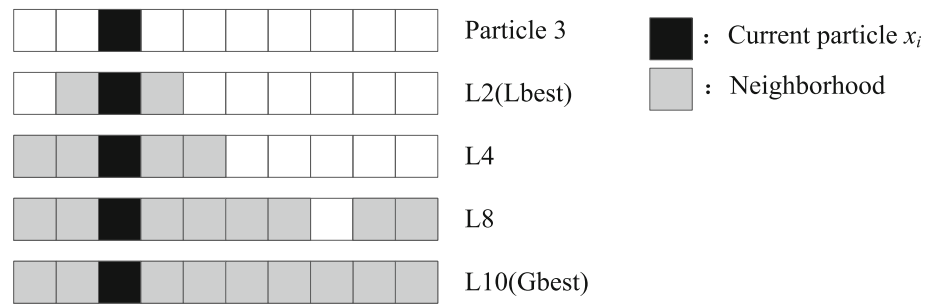 Particle 3
L2(Lbest)
L4
L8
L10(Gbest)
: Current particle xᵢ
: Neighborhood